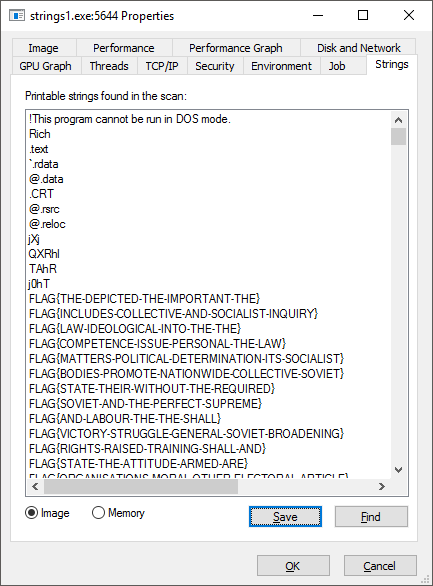 strings1.exe:5644 Properties
Image Performance Performance Graph Disk and Network
GPU Graph Threads TCP/IP Security Environment Job Strings
Printable strings found in the scan:
!This program cannot be run in DOS mode.
Rich
.text
`.rdata
@.data
.CRT
@.rsrc
@.reloc
jXj
QXRhl
TAhR
j0hT
FLAG{THE-DEPICTED-THE-IMPORTANT-THE}
FLAG{INCLUDES-COLLECTIVE-AND-SOCIALIST-INQUIRY}
FLAG{LAW-IDEOLOGICAL-INTO-THE-THE}
FLAG{COMPETENCE-ISSUE-PERSONAL-THE-LAW}
FLAG{MATTERS-POLITICAL-DETERMINATION-ITS-SOCIALIST}
FLAG{BODIES-PROMOTE-NATIONWIDE-COLLECTIVE-SOVIET}
FLAG{STATE-THEIR-WITHOUT-THE-REQUIRED}
FLAG{SOVIET-AND-THE-PERFECT-SUPREME}
FLAG{AND-LABOUR-THE-THE-SHALL}
FLAG{VICTORY-STRUGGLE-GENERAL-SOVIET-BROADENING}
FLAG{RIGHTS-RAISED-TRAINING-SHALL-AND}
FLAG{STATE-THE-ATTITUDE-ARMED-ARE}
FLAG{ORGANISATIONS-MORAL-OTHER-ELECTORAL-ARTICLE}
Image Memory Save Find
OK Cancel